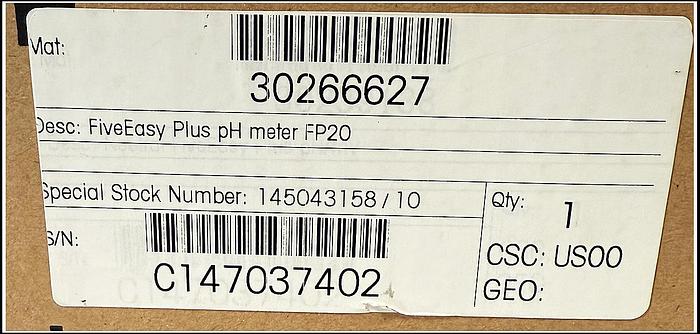 Mat:
30266627
Desc: FiveEasy Plus pH meter FP20
Special Stock Number: 145043158 / 10
Qty: 1
S/N:
C147037402
CSC: US00
GEO: